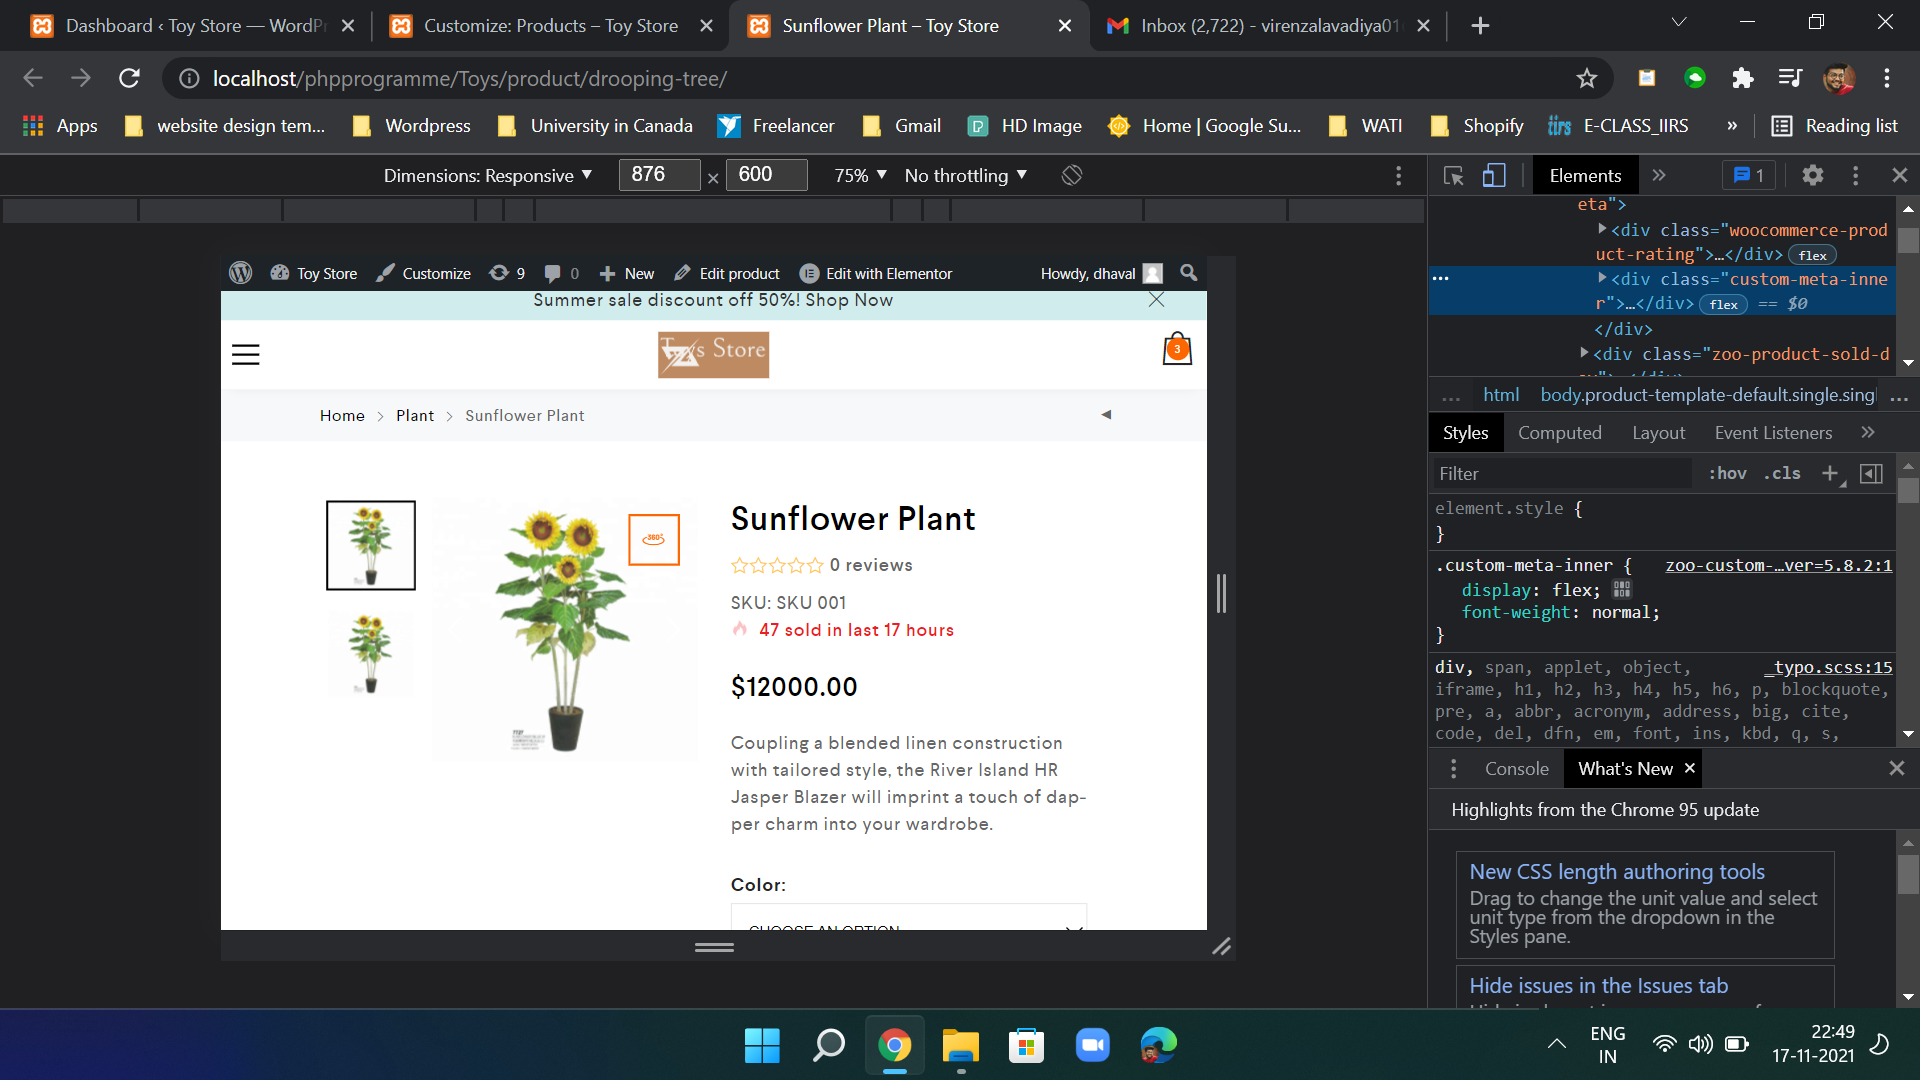 Dashboard ‹ Toy Store — WordPr
Customize: Products – Toy Store
Sunflower Plant – Toy Store
Inbox (2,722) - virenzalavadiya01
localhost/phpprogramme/Toys/product/drooping-tree/
Apps
website design tem...
Wordpress
University in Canada
Freelancer
Gmail
HD Image
Home | Google Su...
WATI
Shopify
E-CLASS_IIRS
»
Reading list
Dimensions: Responsive
876 × 600
75%
No throttling
Elements
»
1
eta">
<div class="woocommerce-prod
uct-rating">…</div> flex
<div class="custom-meta-inne
r">…</div> flex == $0
</div>
<div class="zoo-product-sold-d
... html body.product-template-default.single.singl ...
Styles Computed Layout Event Listeners »
Filter :hov .cls +
element.style {
}
.custom-meta-inner { zoo-custom-…ver=5.8.2:1
display: flex;
font-weight: normal;
}
div, span, applet, object, _typo.scss:15
iframe, h1, h2, h3, h4, h5, h6, p, blockquote,
pre, a, abbr, acronym, address, big, cite,
code, del, dfn, em, font, ins, kbd, q, s,
Console What's New
Highlights from the Chrome 95 update
New CSS length authoring tools
Drag to change the unit value and select
unit type from the dropdown in the
Styles pane.
Hide issues in the Issues tab
Toy Store Customize 9 0 New Edit product Edit with Elementor Howdy, dhaval
Summer sale discount off 50%! Shop Now
Toys Store
3
Home > Plant > Sunflower Plant
360°
Sunflower Plant
0 reviews
SKU: SKU 001
47 sold in last 17 hours
$12000.00
Coupling a blended linen construction
with tailored style, the River Island HR
Jasper Blazer will imprint a touch of dap-
per charm into your wardrobe.
Color:
CHOOSE AN OPTION
ENG
IN
22:49
17-11-2021